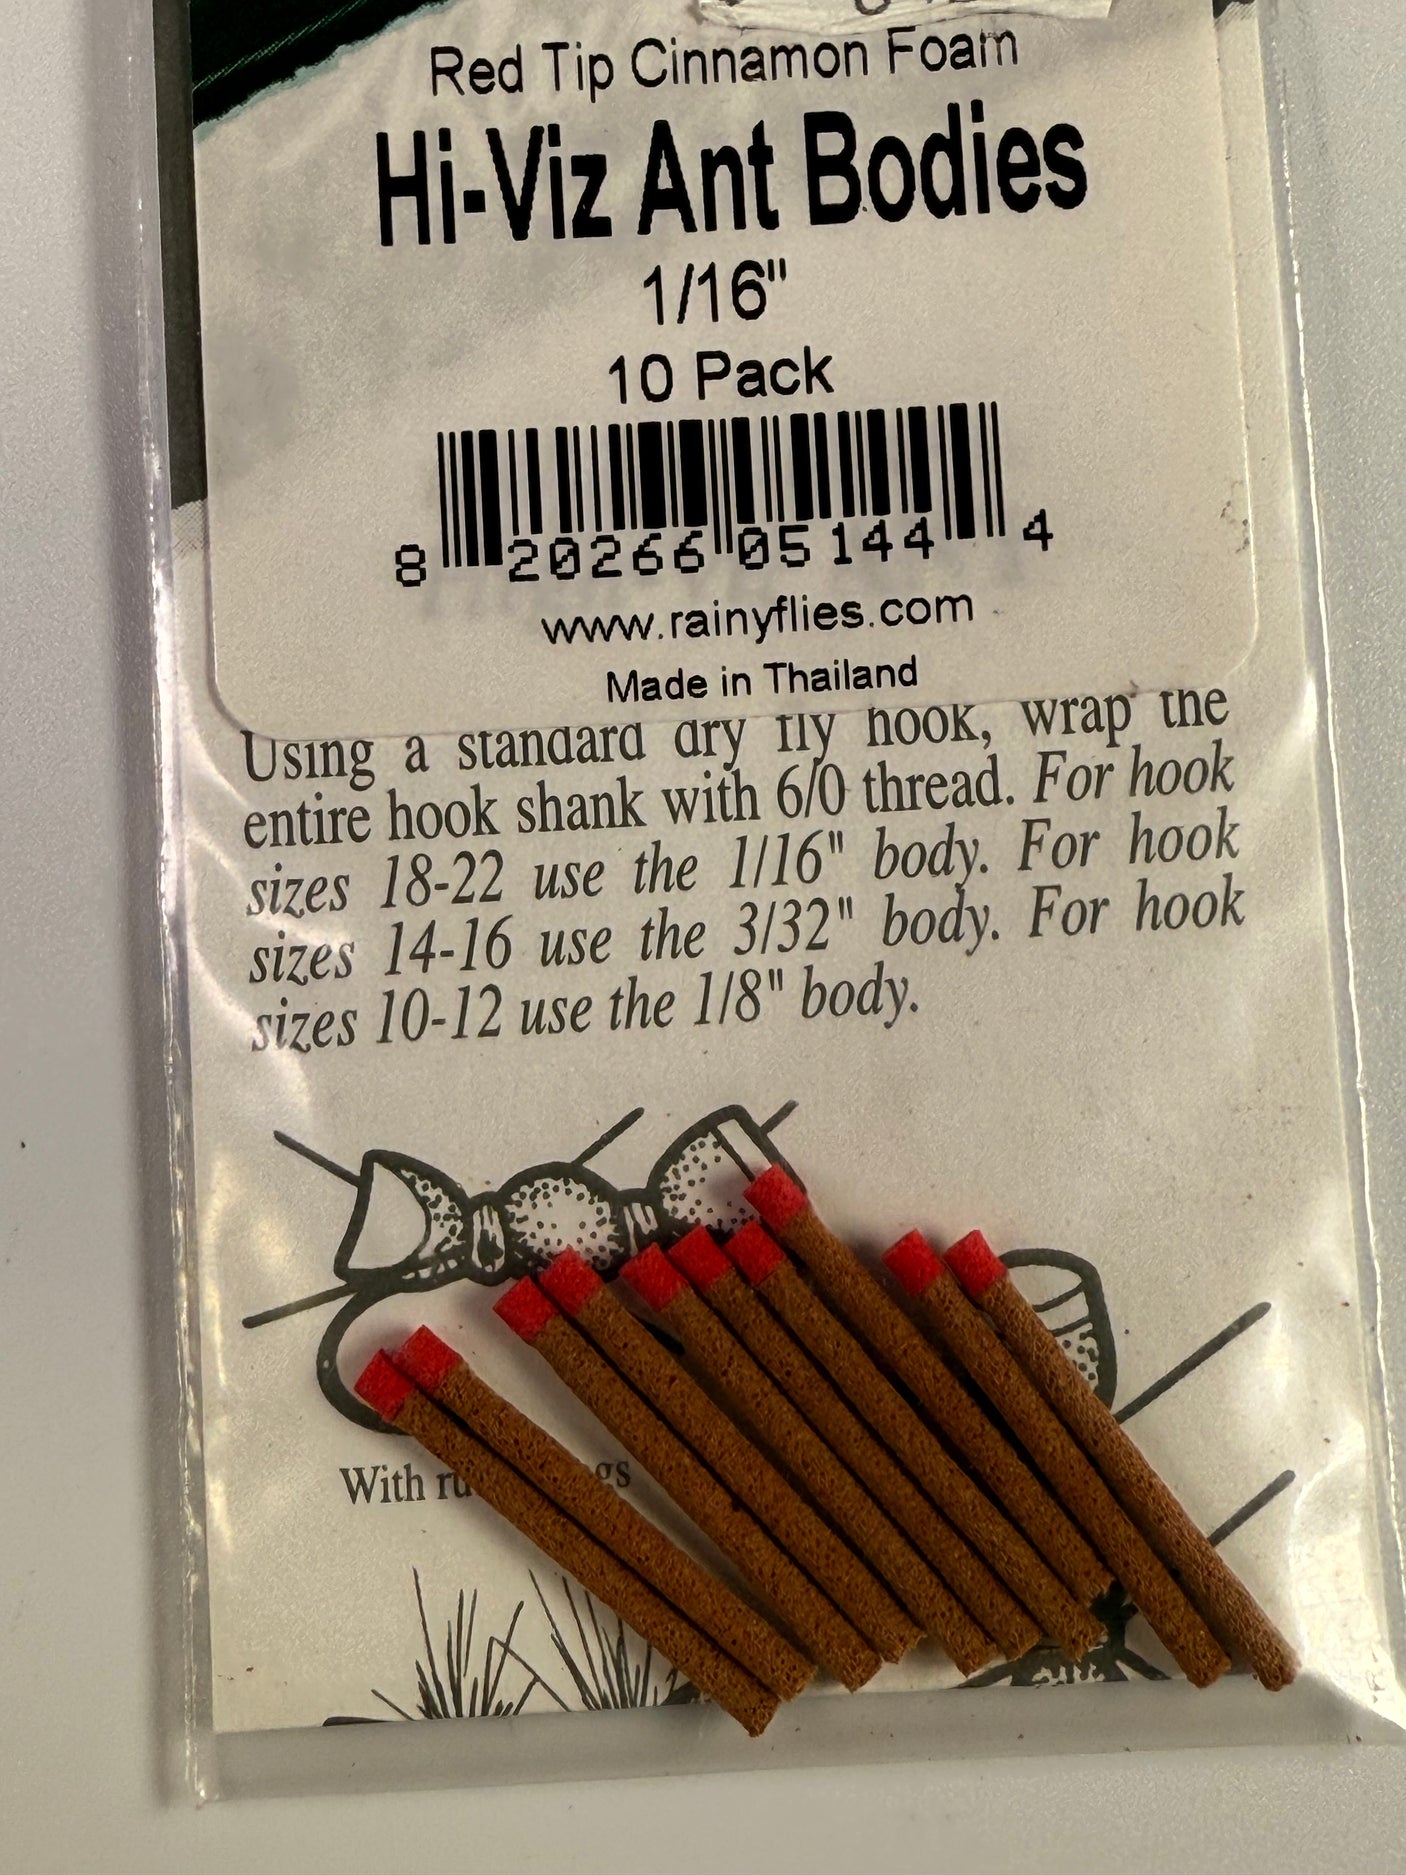 Red Tip Cinnamon Foam
Hi-Viz Ant Bodies
1/16"
10 Pack
8 20266 05144 4
www.rainyflies.com
Made in Thailand
Using a standard dry fly hook, wrap the
entire hook shank with 6/0 thread. For hook
sizes 18-22 use the 1/16" body. For hook
sizes 14-16 use the 3/32" body. For hook
sizes 10-12 use the 1/8" body.
With